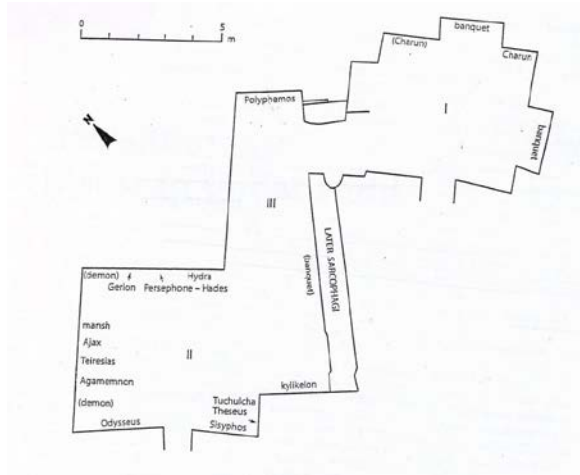 0 5
m
N
banquet
(Charun)
Charun
banquet
I
Polyphamos
III
LATER SARCOPHAGI
(banquet)
(demon) Hydra
Gerion Persephone – Hades
mansh
Ajax
II
Teiresias
Agamemnon
(demon)
kylikeion
Tuchulcha
Theseus
Odysseus
Sisyphos